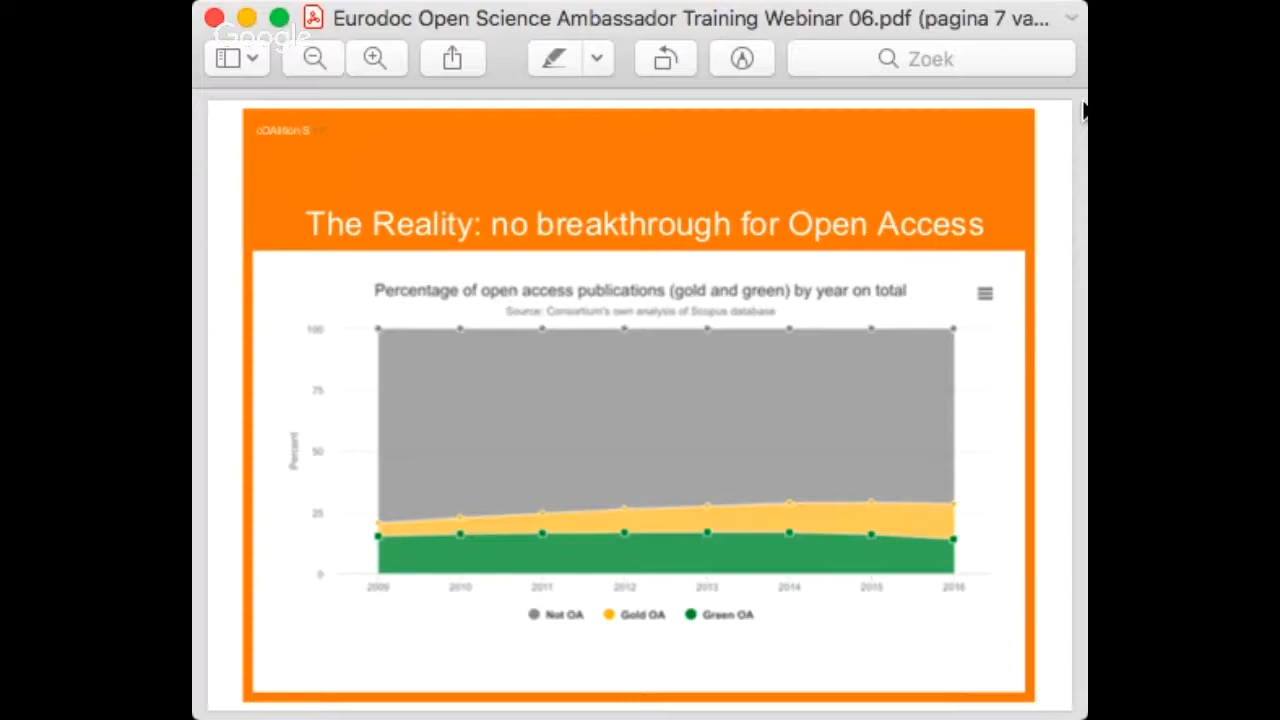 Eurodoc Open Science Ambassador Training Webinar 06.pdf (pagina 7 va...
Google
Zoek
cOAlition S
The Reality: no breakthrough for Open Access
Percentage of open access publications (gold and green) by year on total
Source: Consortium's own analysis of Scopus database
100
75
50
25
0
Percent
2009 2010 2011 2012 2013 2014 2015 2016
Not OA Gold OA Green OA